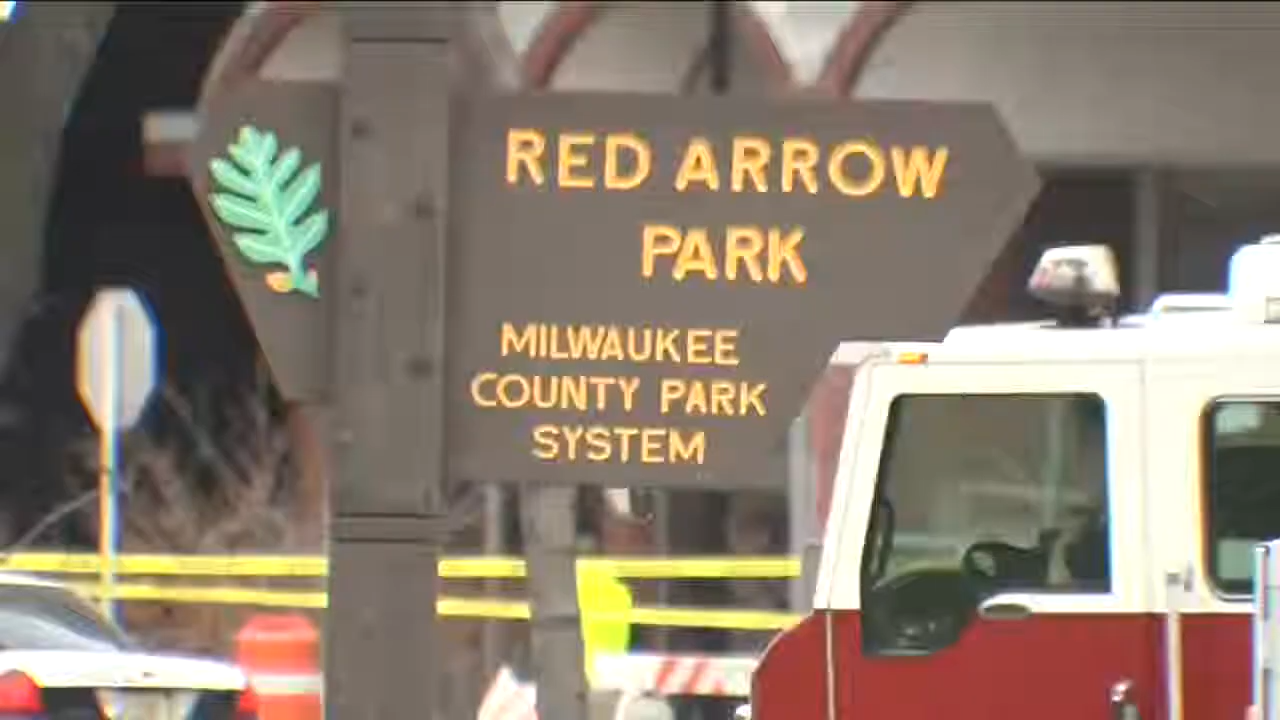 RED ARROW
PARK
MILWAUKEE
COUNTY PARK
SYSTEM